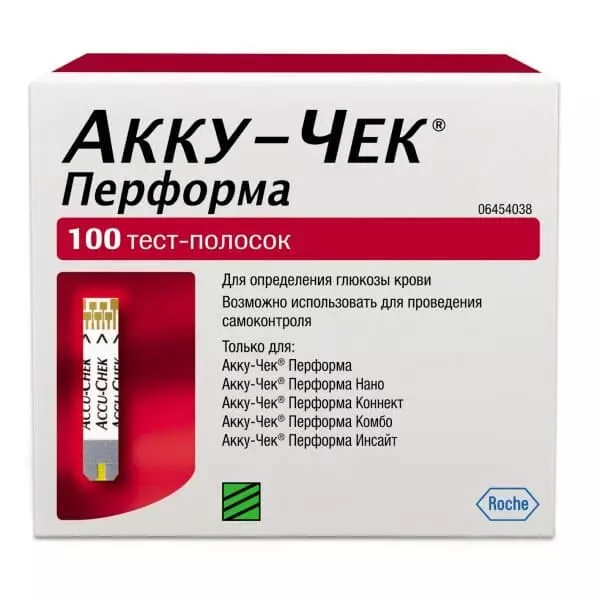 Акку-Чек®
Перформа
06454038
100 тест-полосок
Для определения глюкозы крови
Возможно использовать для проведения
самоконтроля
Только для:
Акку-Чек® Перформа
Акку-Чек® Перформа Нано
Акку-Чек® Перформа Коннект
Акку-Чек® Перформа Комбо
Акку-Чек® Перформа Инсайт
ACCU-CHEK >
ACCU-CHEK >
ACCU-CHEK >
Roche